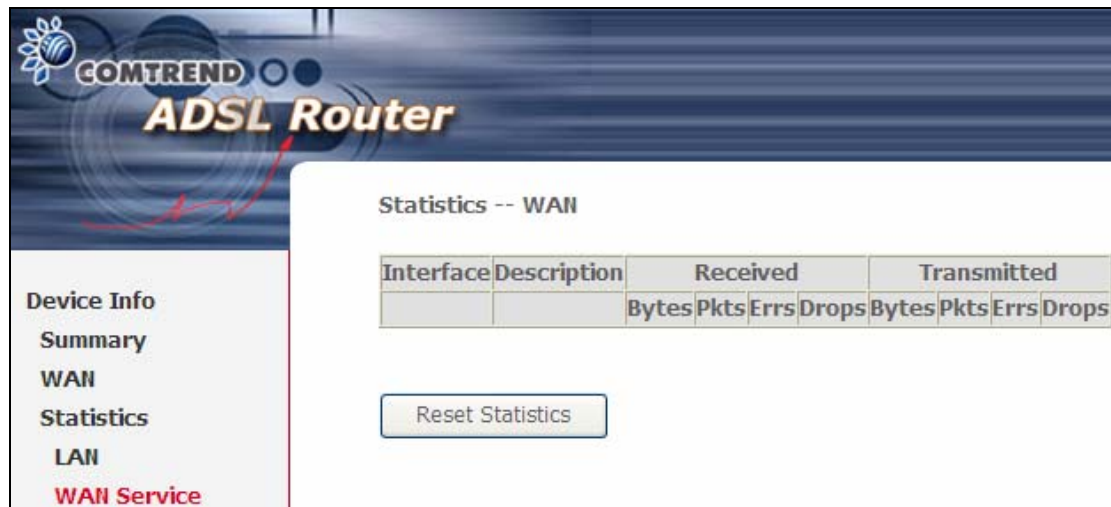 COMTREND
ADSL Router
Statistics -- WAN
Interface Description Received Transmitted
Bytes Pkts Errs Drops Bytes Pkts Errs Drops
Reset Statistics
Device Info
Summary
WAN
Statistics
LAN
WAN Service